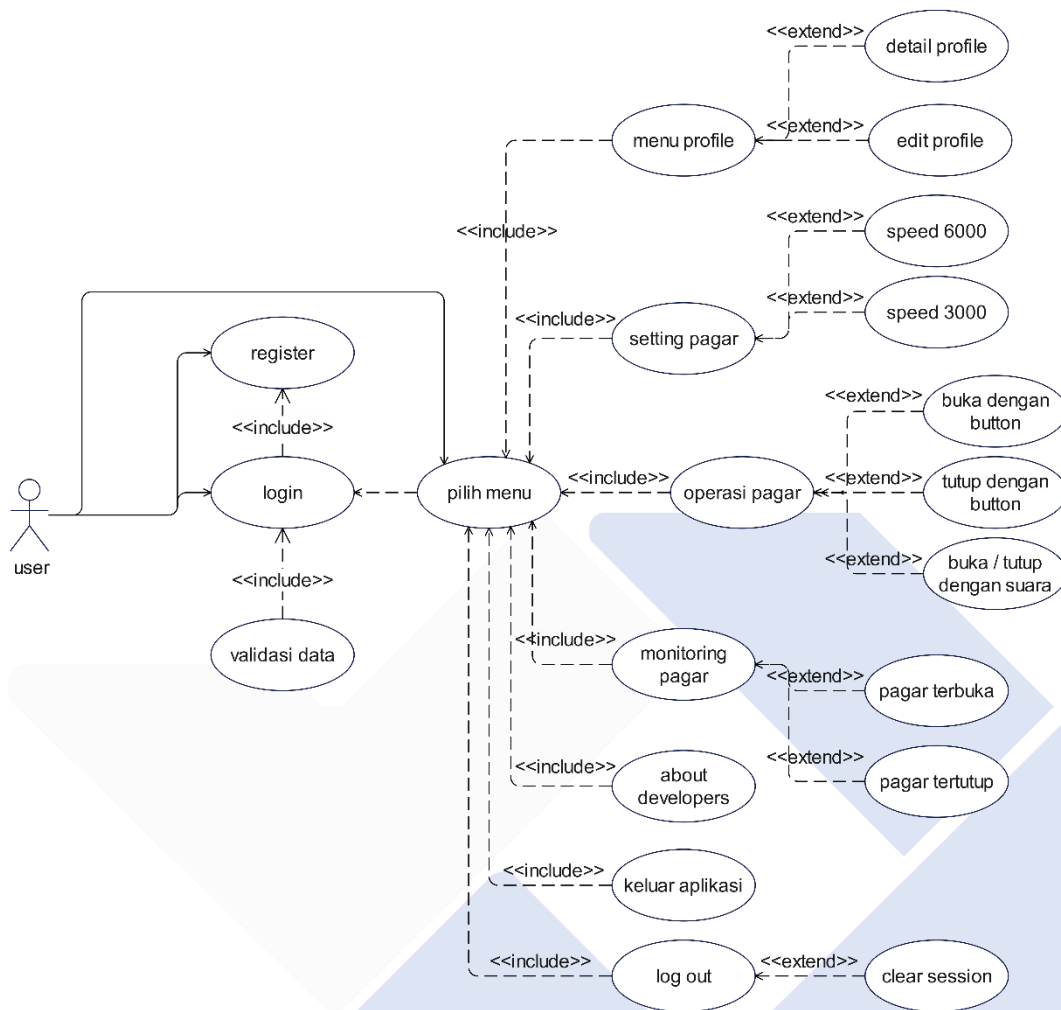 <<extend>>
detail profile
menu profile
<<extend>>
edit profile
<<include>>
<<extend>>
speed 6000
<<include>>
setting pagar
<<extend>>
speed 3000
register
<<include>>
<<extend>>
buka dengan
button
login
pilih menu
<<include>>
operasi pagar
<<extend>>
tutup dengan
button
user
<<include>>
<<extend>>
buka / tutup
dengan suara
validasi data
<<include>>
monitoring
pagar
<<extend>>
pagar terbuka
<<include>>
about
developers
<<extend>>
pagar tertutup
<<include>>
keluar aplikasi
<<include>>
log out
<<extend>>
clear session